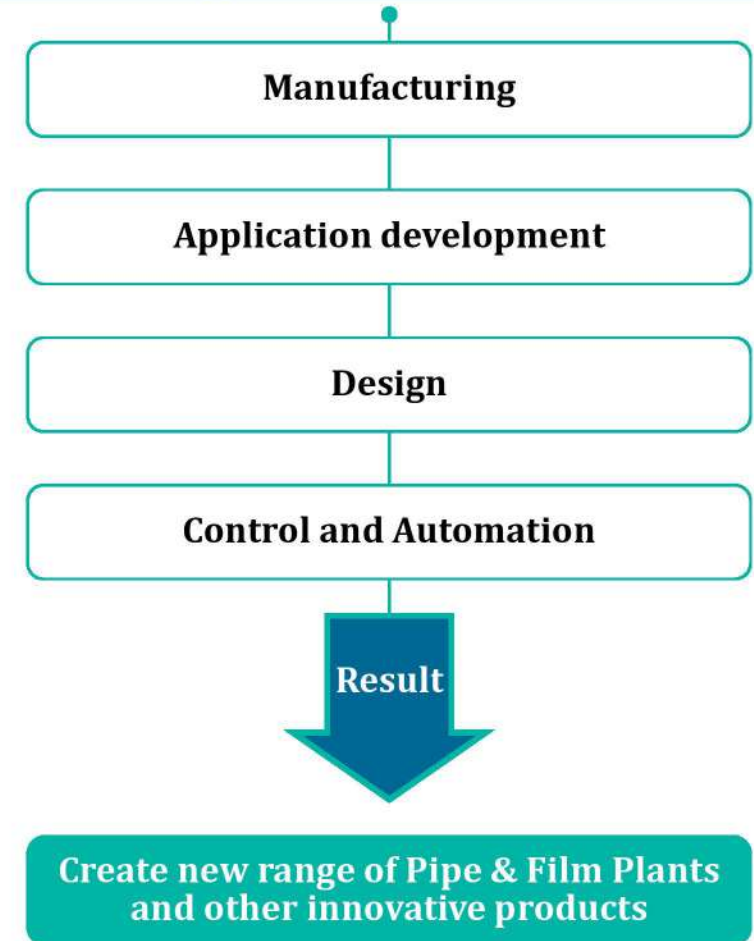 Manufacturing
Application development
Design
Control and Automation
Result
Create new range of Pipe & Film Plants
and other innovative products